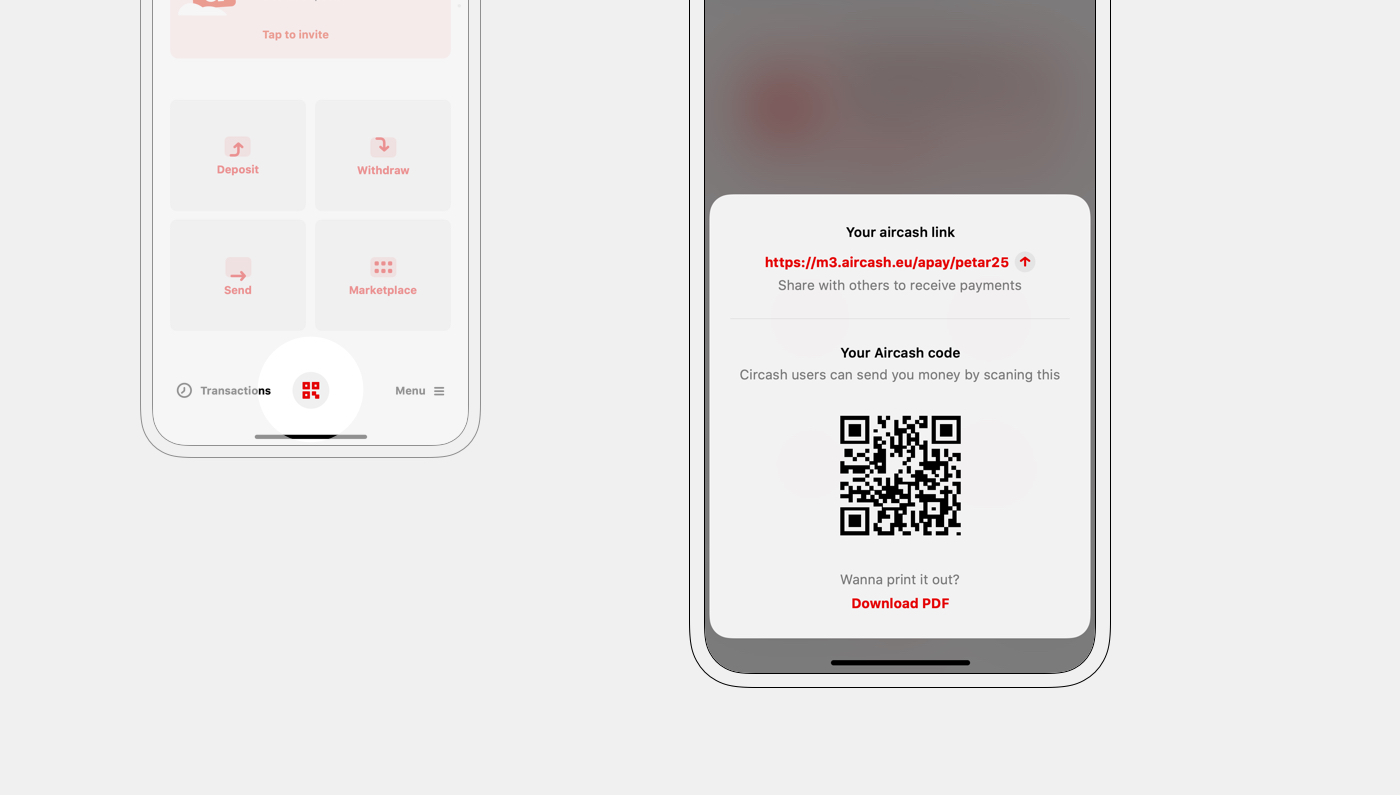 Tap to invite
Deposit
Withdraw
Send
Marketplace
Transactions
Menu
Your aircash link
https://m3.aircash.eu/apay/petar25
Share with others to receive payments
Your Aircash code
Circash users can send you money by scaning this
Wanna print it out?
Download PDF